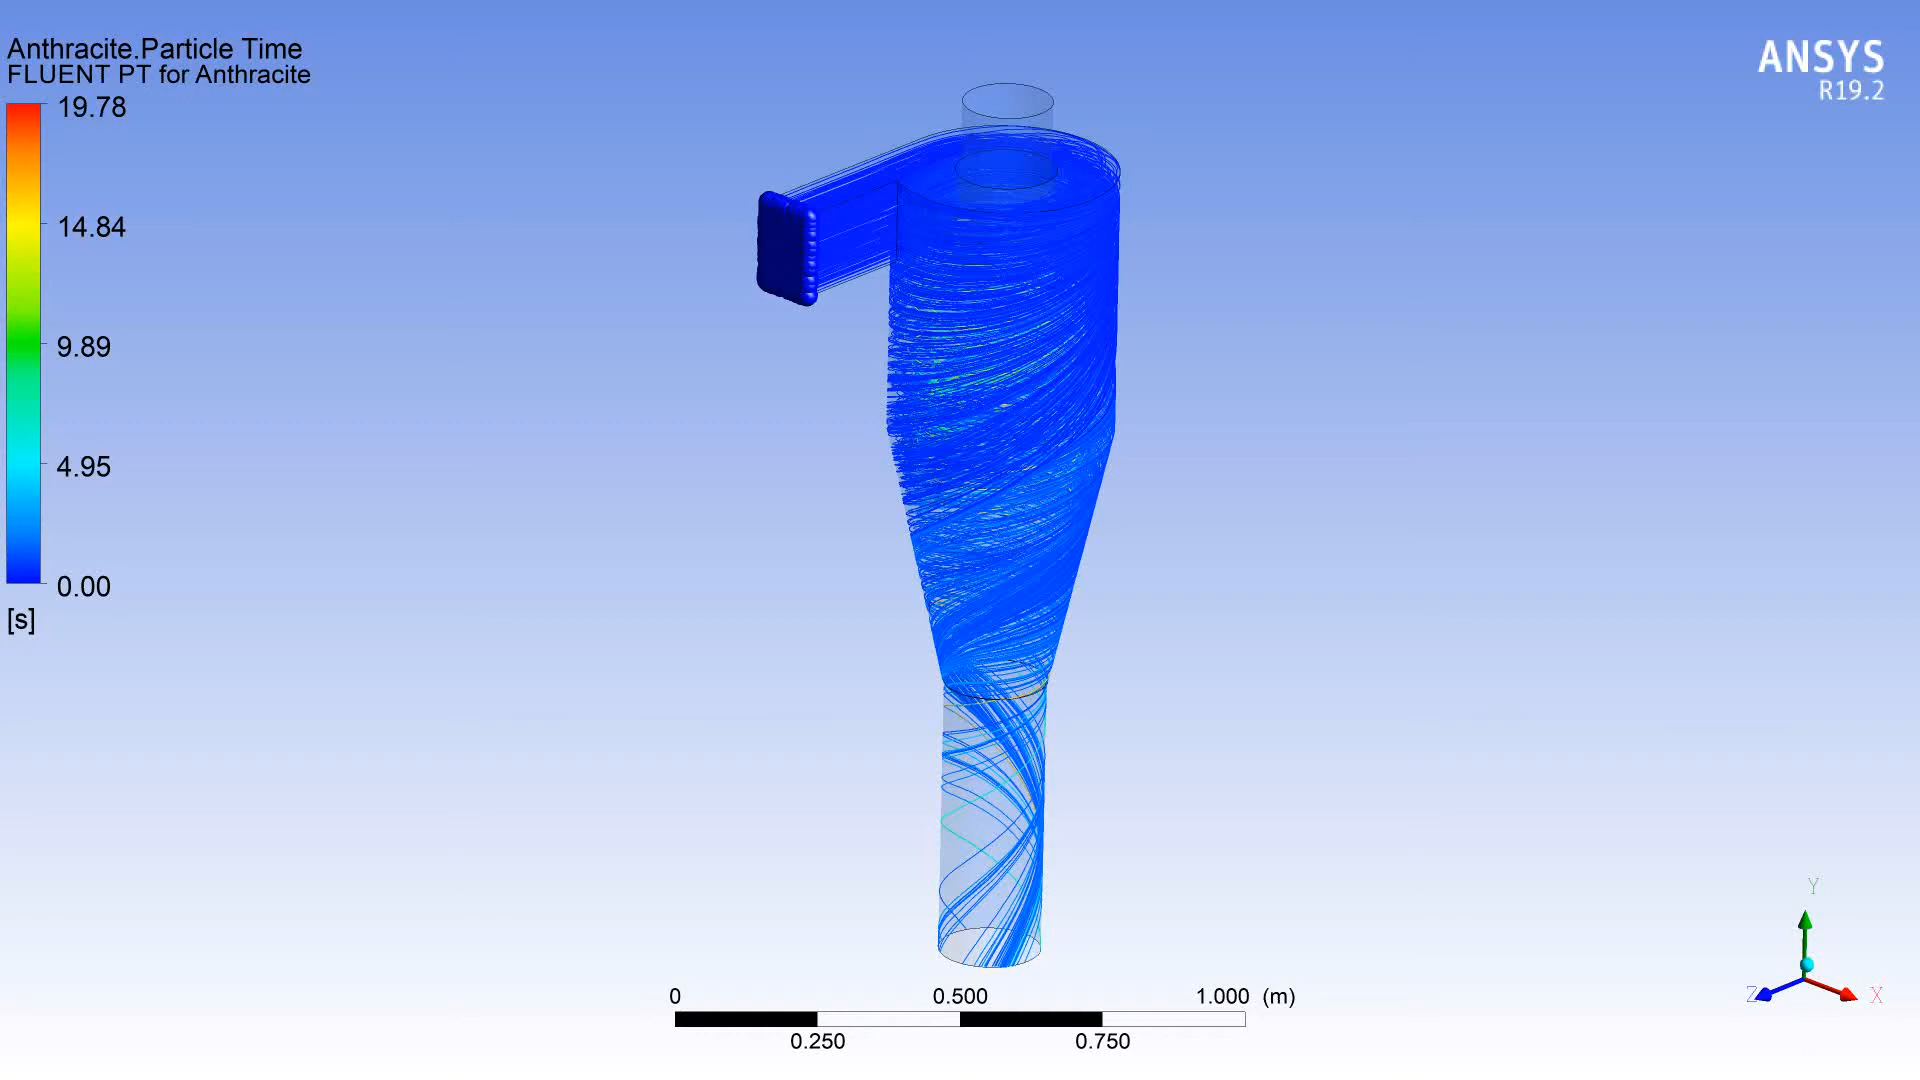 Anthracite.Particle Time
FLUENT PT for Anthracite
19.78
14.84
9.89
4.95
0.00
[s]
ANSYS
R19.2
0 0.500 1.000 (m)
0.250 0.750
Y
Z X